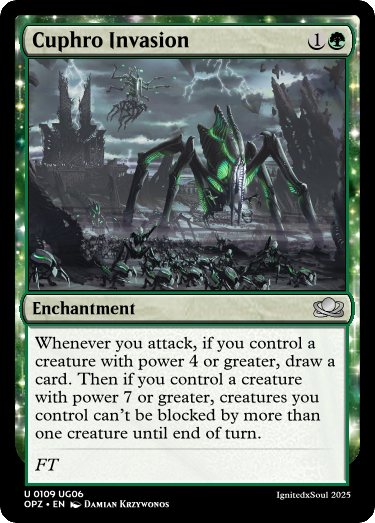 Cuphro Invasion 1
Enchantment
Whenever you attack, if you control a
creature with power 4 or greater, draw a
card. Then if you control a creature
with power 7 or greater, creatures you
control can't be blocked by more than
one creature until end of turn.
FT
U 0109 UG06
OPZ • EN Damian Krzywonos
IgnitedxSoul 2025